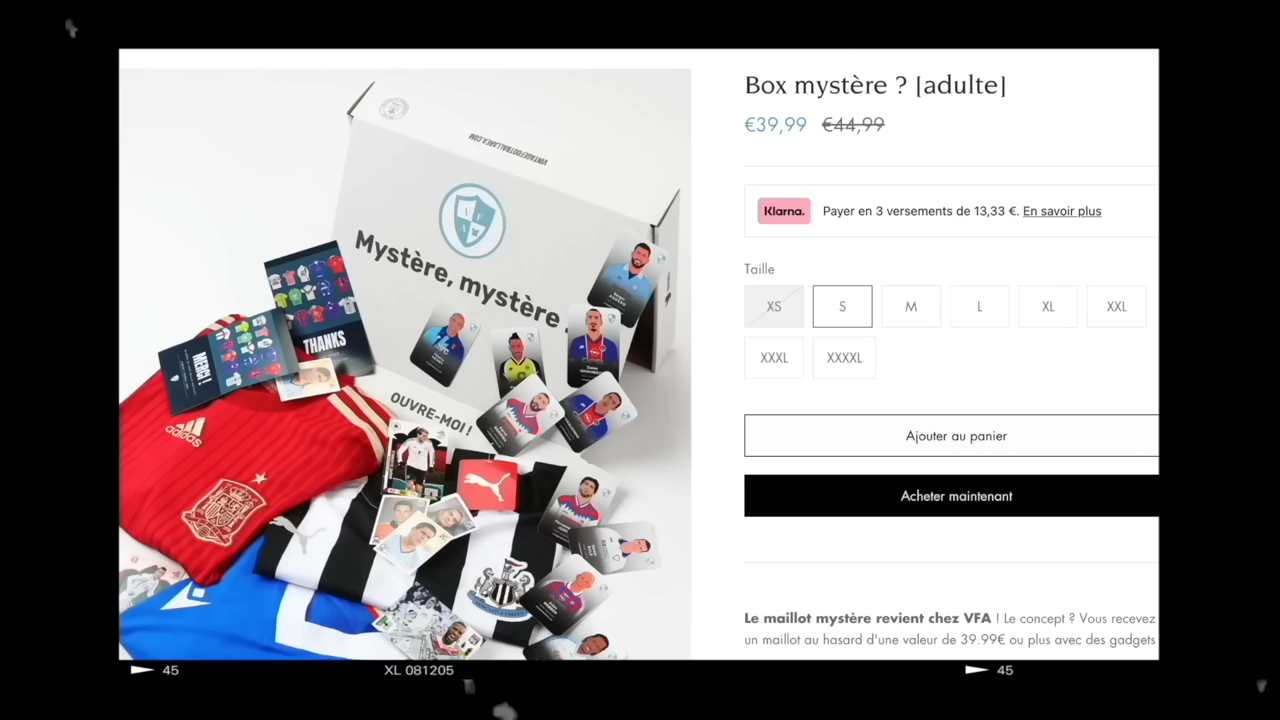 Box mystère ? [adulte]
€39,99 €44,99
Klarna. Payer en 3 versements de 13,33 €. En savoir plus
Taille
XS S M L XL XXL
XXXL XXXXL
Ajouter au panier
Acheter maintenant
Le maillot mystère revient chez VFA ! Le concept ? Vous recevez
un maillot au hasard d'une valeur de 39.99€ ou plus avec des gadgets
VINTAGEFOOTBALLAREA.COM
Mystère, mystère
OUVRE-MOI !
THANKS
MERCI !
adidas
NEWCASTLE UNITED
45
XL 081205
45